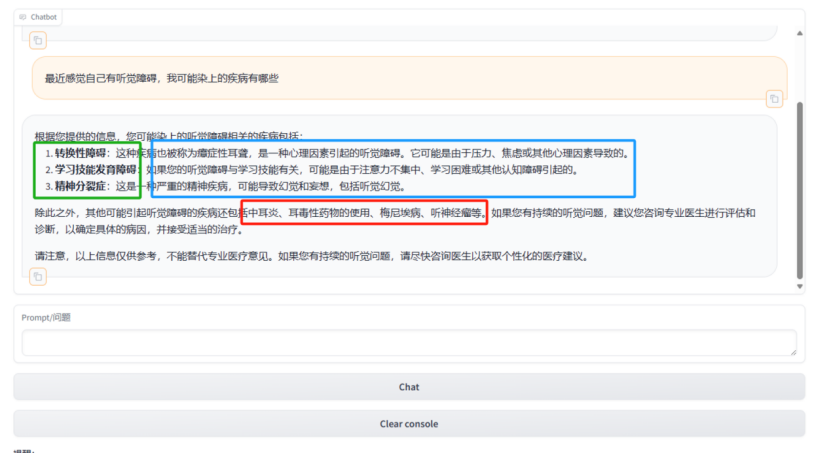 Chatbot
最近感觉自己有听觉障碍，我可能染上的疾病有哪些
根据您提供的信息，您可能染上的听觉障碍相关的疾病包括：
1. 转换性障碍：这种疾病也被称为癔症性耳聋，是一种心理因素引起的听觉障碍。它可能是由于压力、焦虑或其他心理因素导致的。
2. 学习技能发育障碍：如果您的听觉障碍与学习技能有关，可能是由于注意力不集中、学习困难或其他认知障碍引起的。
3. 精神分裂症：这是一种严重的精神疾病，可能导致幻觉和妄想，包括听觉幻觉。
除此之外，其他可能引起听觉障碍的疾病还包括中耳炎、耳毒性药物的使用、梅尼埃病、听神经瘤等。如果您有持续的听觉问题，建议您咨询专业医生进行评估和
诊断，以确定具体的病因，并接受适当的治疗。
请注意，以上信息仅供参考，不能替代专业医疗意见。如果您有持续的听觉问题，请尽快咨询医生以获取个性化的医疗建议。
Prompt/问题
Chat
Clear console